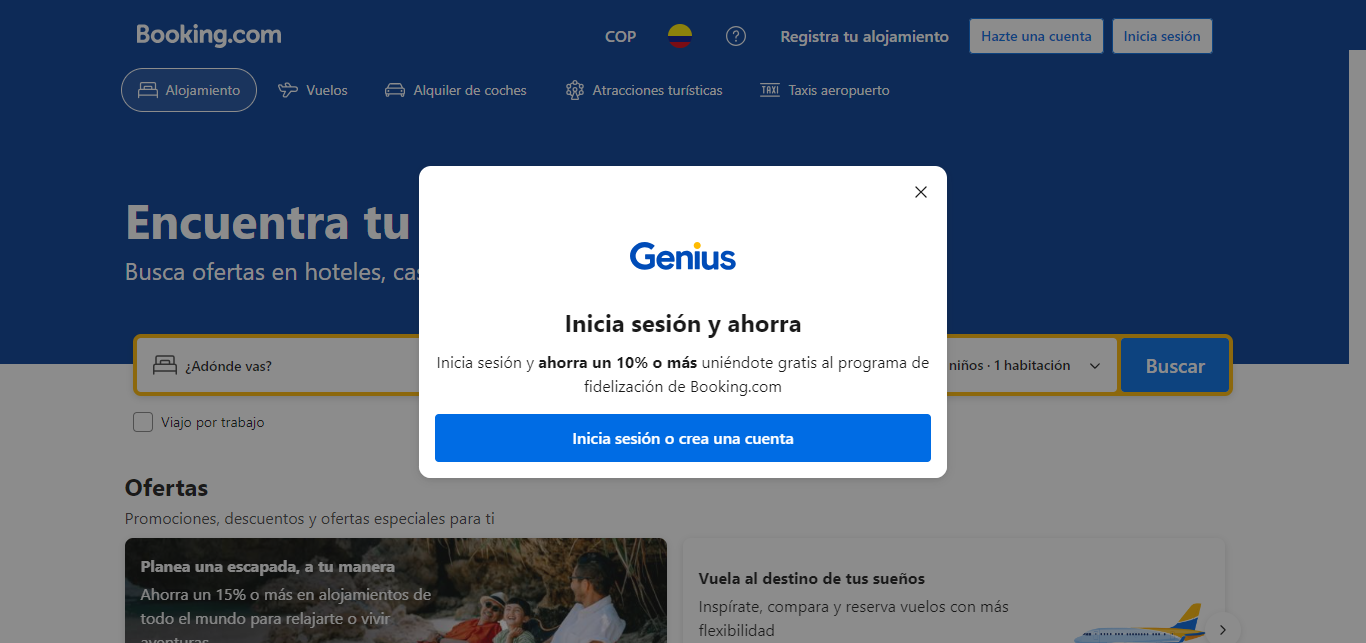 Booking.com
COP
Registra tu alojamiento
Hazte una cuenta
Inicia sesión
Alojamiento
Vuelos
Alquiler de coches
Atracciones turísticas
TAXI
Taxis aeropuerto
Encuentra tu
Busca ofertas en hoteles, cas
Genius
Inicia sesión y ahorra
Inicia sesión y ahorra un 10% o más uniéndote gratis al programa de
fidelización de Booking.com
Inicia sesión o crea una cuenta
¿Adónde vas?
niños · 1 habitación
Buscar
Viajo por trabajo
Ofertas
Promociones, descuentos y ofertas especiales para ti
Planea una escapada, a tu manera
Ahorra un 15% o más en alojamientos de
todo el mundo para relajarte o vivir
aventuras
Vuela al destino de tus sueños
Inspírate, compara y reserva vuelos con más
flexibilidad